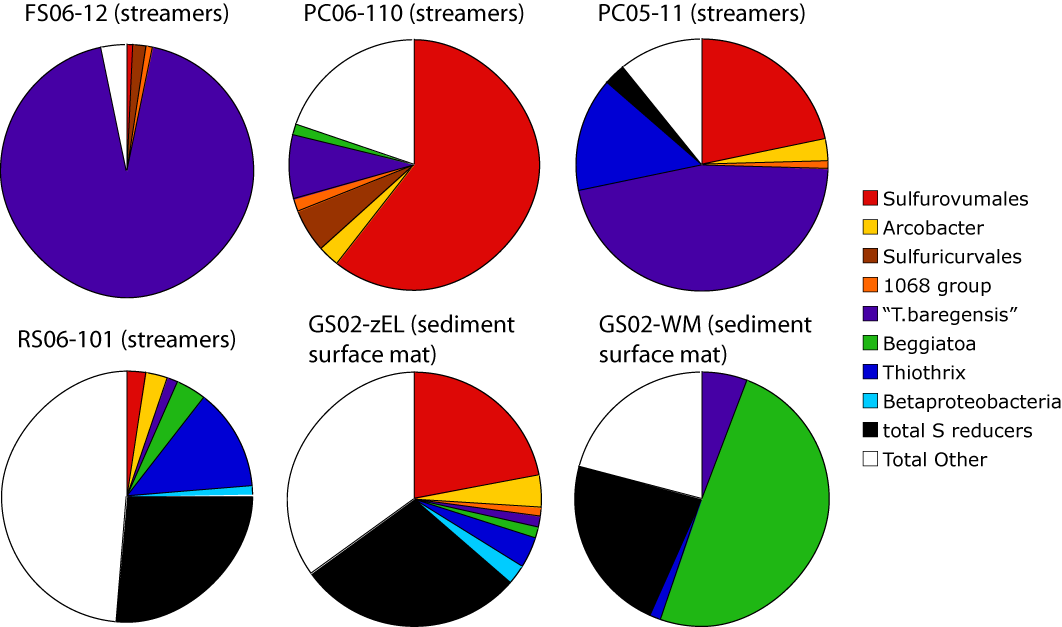 FS06-12 (streamers)
PC06-110 (streamers)
PC05-11 (streamers)
Sulfurovumales
Arcobacter
Sulfuricurvales
1068 group
“T.baregensis”
Beggiatoa
Thiothrix
Betaproteobacteria
total S reducers
Total Other
RS06-101 (streamers)
GS02-zEL (sediment
surface mat)
GS02-WM (sediment
surface mat)